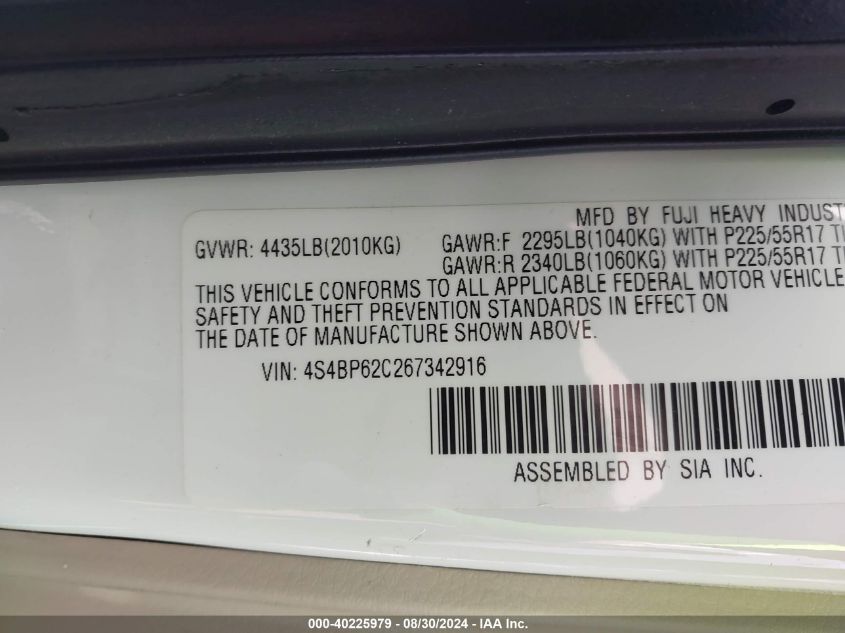 MFD BY FUJI HEAVY
GVWR: 4435LB(2010KG) GAWR:F 2295LB(1040KG) WITH P225/55R17
GAWR:R 2340LB(1060KG) WITH P225/55R17
THIS VEHICLE CONFORMS TO ALL APPLICABLE FEDERAL MOTOR VEHICLE
SAFETY AND THEFT PREVENTION STANDARDS IN EFFECT ON
THE DATE OF MANUFACTURE SHOWN ABOVE.
VIN: 4S4BP62C267342916
ASSEMBLED BY SIA INC.
000-40225979 - 08/30/2024 - IAA Inc.